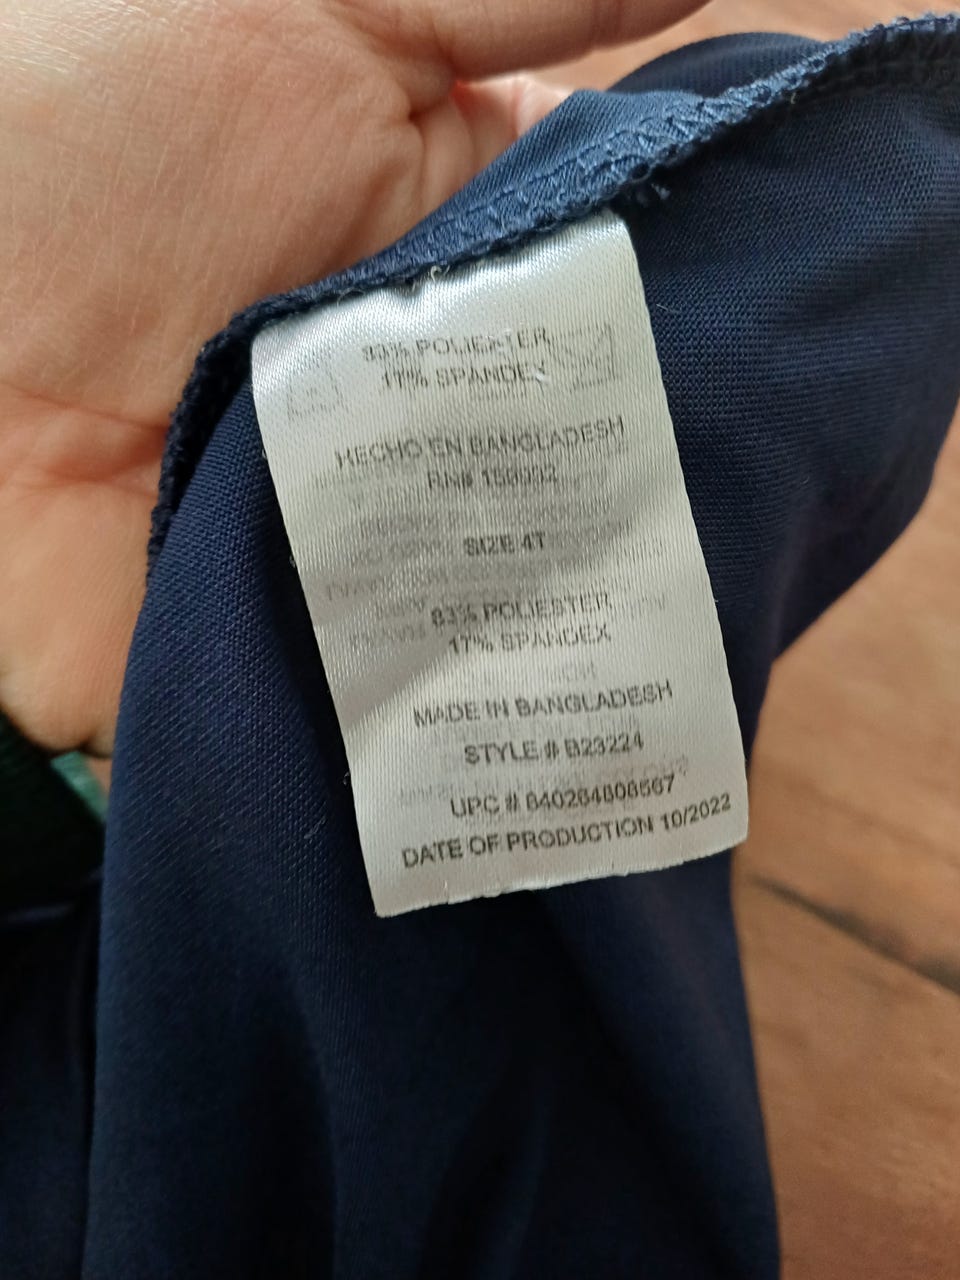 83% POLIESTER
17% SPANDEX
HECHO EN BANGLADESH
RN#
SIZE 4T
83% POLIESTER
17% SPANDEX
MADE IN BANGLADESH
STYLE # B23224
UPC # 840264808567
DATE OF PRODUCTION 10/2022